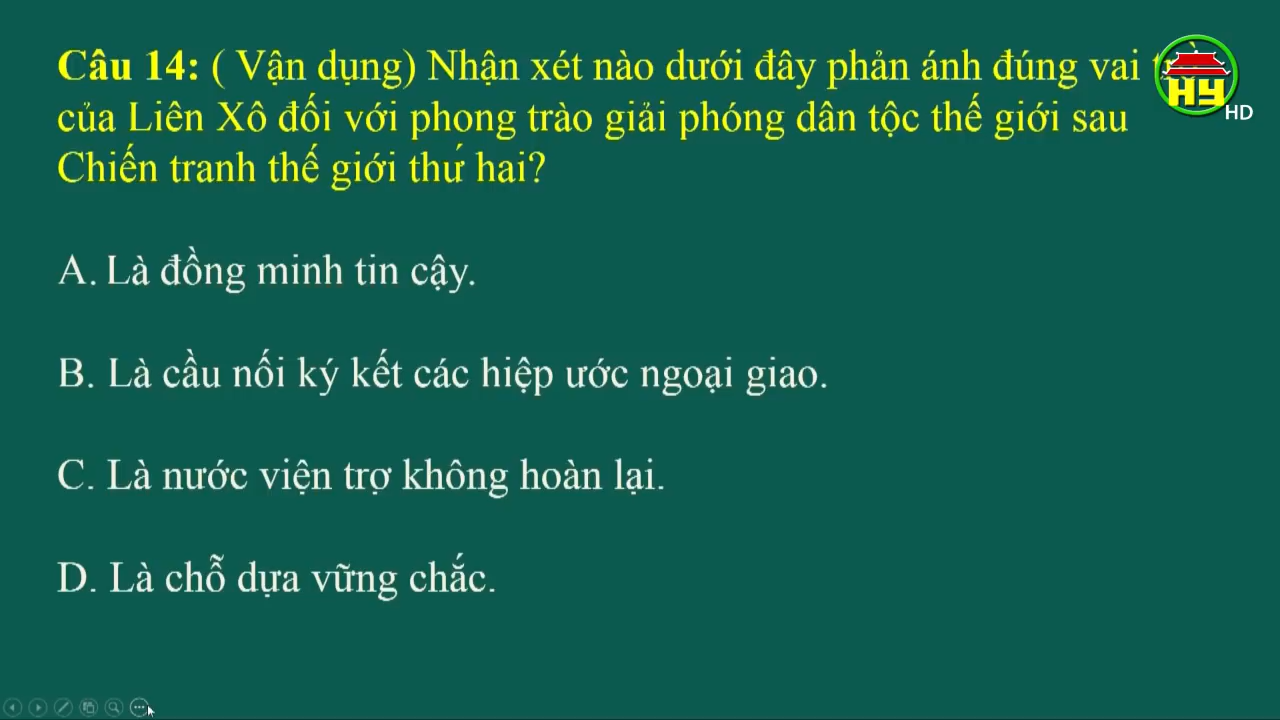 Câu 14: ( Vận dụng) Nhận xét nào dưới đây phản ánh đúng vai
của Liên Xô đối với phong trào giải phóng dân tộc thế giới sau
Chiến tranh thế giới thứ hai?
A. Là đồng minh tin cậy.
B. Là cầu nối ký kết các hiệp ước ngoại giao.
C. Là nước viện trợ không hoàn lại.
D. Là chỗ dựa vững chắc.
HY
HD